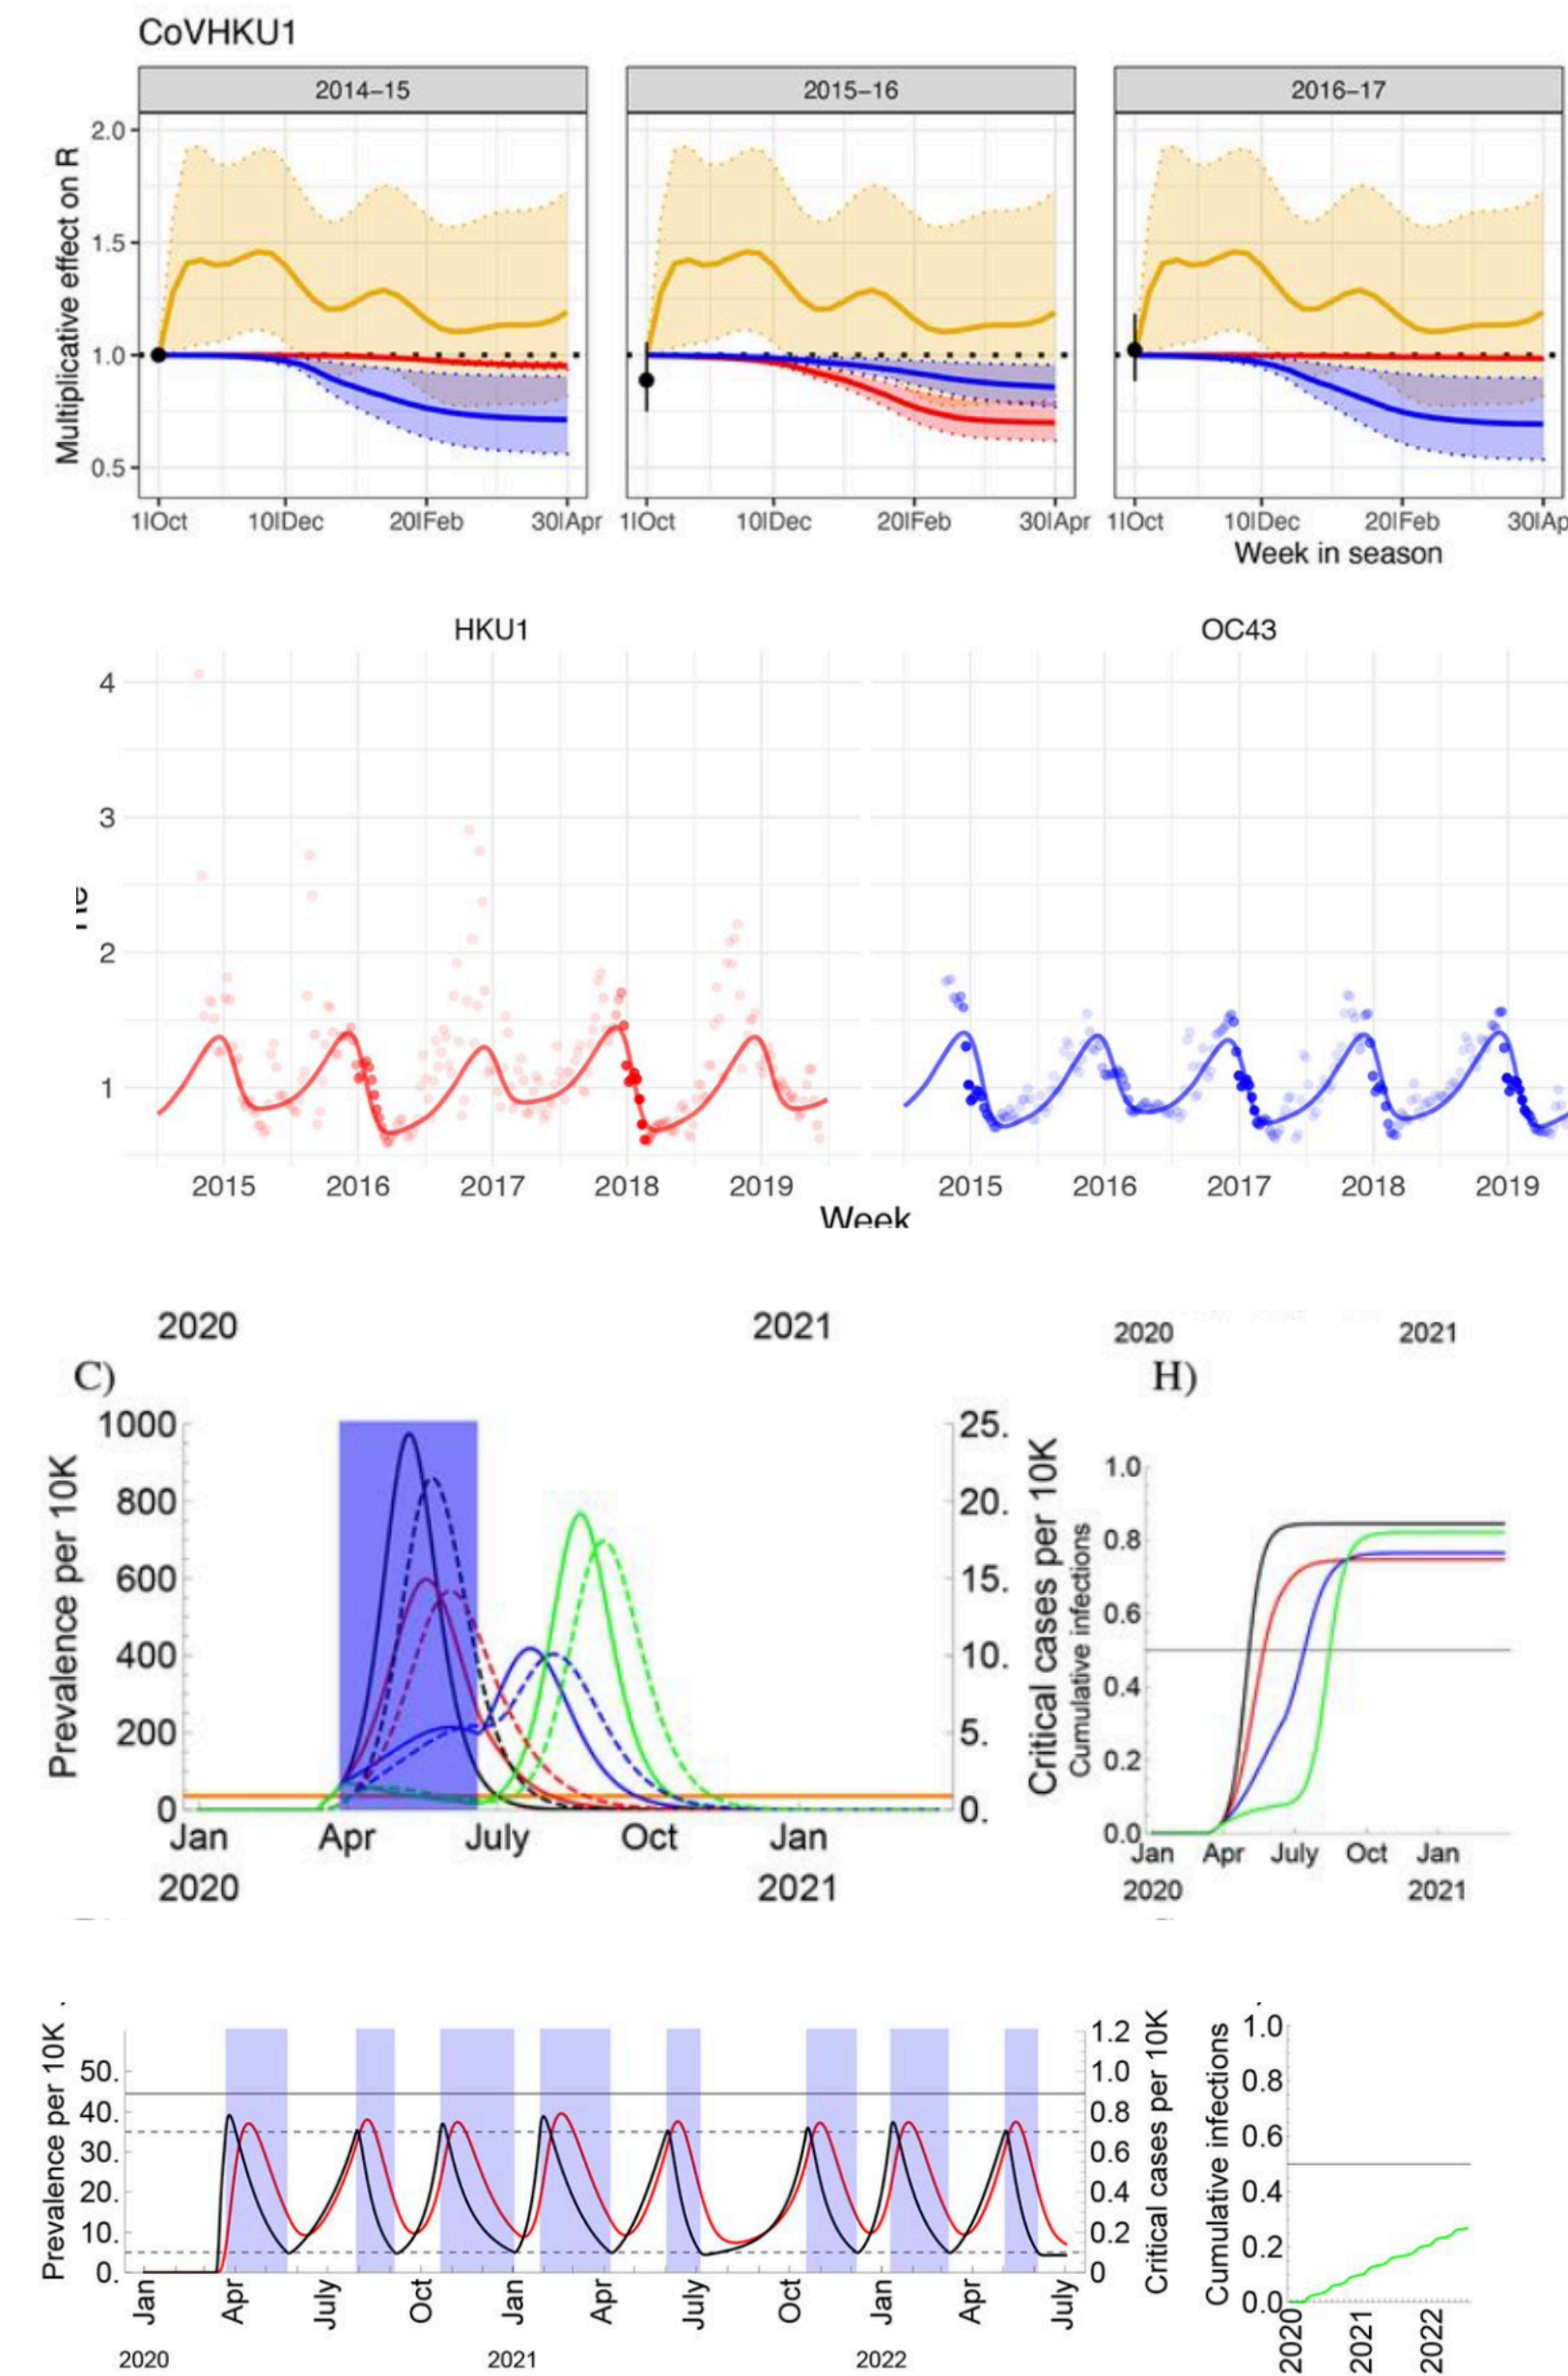 CoVHKU1
2014–15 2015–16 2016–17
Multiplicative effect on R
2.0
1.5
1.0
0.5
1|Oct 10|Dec 20|Feb 30|Apr 1|Oct 10|Dec 20|Feb 30|Apr 1|Oct 10|Dec 20|Feb 30|Ap
Week in season
HKU1 OC43
4
3
2
1
2015 2016 2017 2018 2019 2015 2016 2017 2018 2019
Week
2020 2021 2020 2021
C) H)
Prevalence per 10K
1000
800
600
400
200
0
25.
20.
15.
10.
5.
0.
Critical cases per 10K
Jan Apr July Oct Jan
2020 2021
Cumulative infections
1.0
0.8
0.6
0.4
0.2
0.0
Jan Apr July Oct Jan
2020 2021
Prevalence per 10K
50.
40.
30.
20.
10.
0.
1.2
1.0
0.8
0.6
0.4
0.2
0
Critical cases per 10K
Jan Apr July Oct Jan Apr July Oct Jan Apr July
2020 2021 2022
Cumulative infections
1.0
0.8
0.6
0.4
0.2
0.0
2020 2021 2022